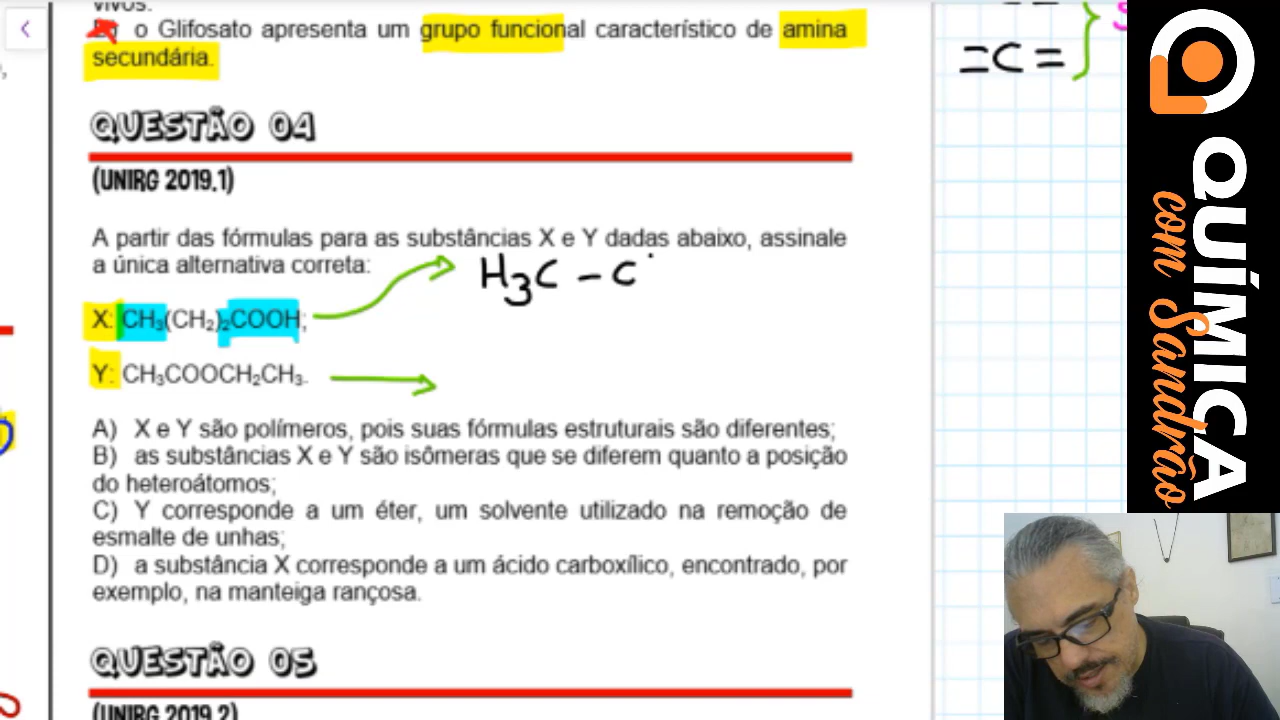 vivos.
o Glifosato apresenta um grupo funcional característico de amina
secundária.
=C=
QUESTÃO 04
(UNIRG 2019.1)
A partir das fórmulas para as substâncias X e Y dadas abaixo, assinale
a única alternativa correta:
H₃C – C
X: CH₃(CH₂)₂COOH;
Y: CH₃COOCH₂CH₃.
A) X e Y são polímeros, pois suas fórmulas estruturais são diferentes;
B) as substâncias X e Y são isômeras que se diferem quanto a posição
do heteroátomos;
C) Y corresponde a um éter, um solvente utilizado na remoção de
esmalte de unhas;
D) a substância X corresponde a um ácido carboxílico, encontrado, por
exemplo, na manteiga rançosa.
QUESTÃO 05
(UNIRG 2019.2)
QUÍMICA
com Sandrão